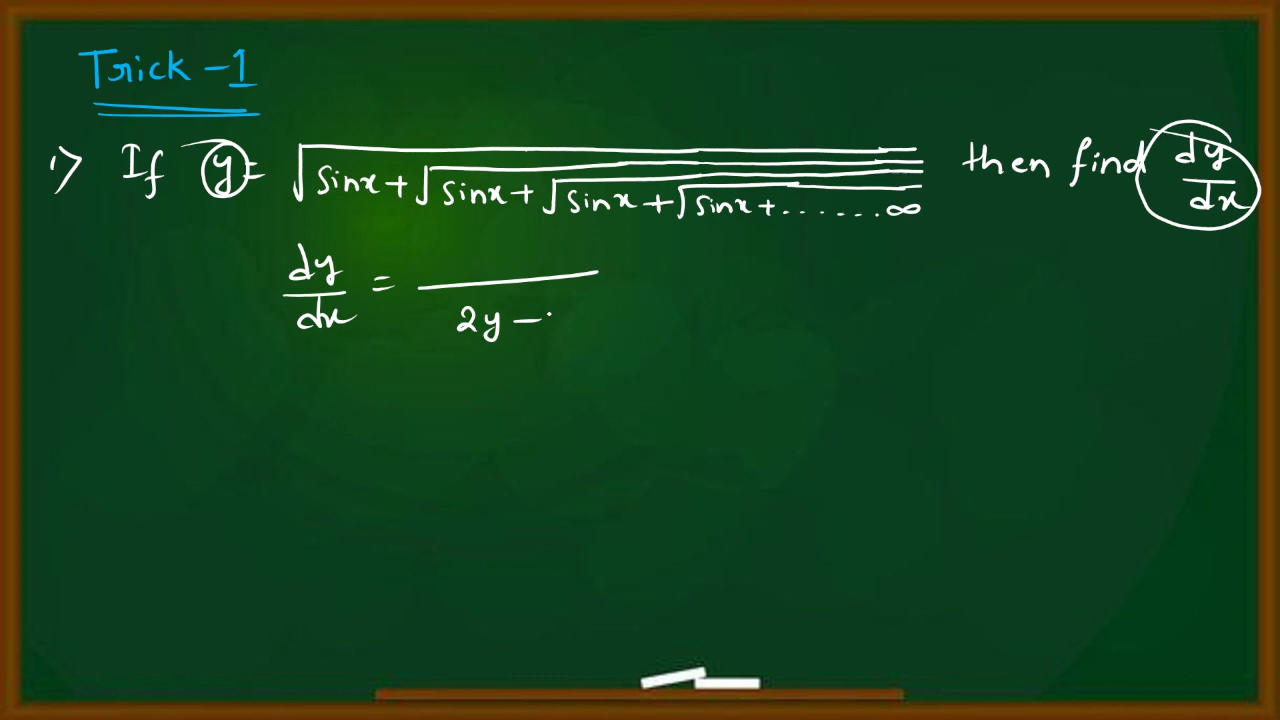 Trick -1
1) If y = √(sinx + √(sinx + √(sinx + √(sinx + ....... ∞ then find dy/dx
dy/dx = ‾/(2y -